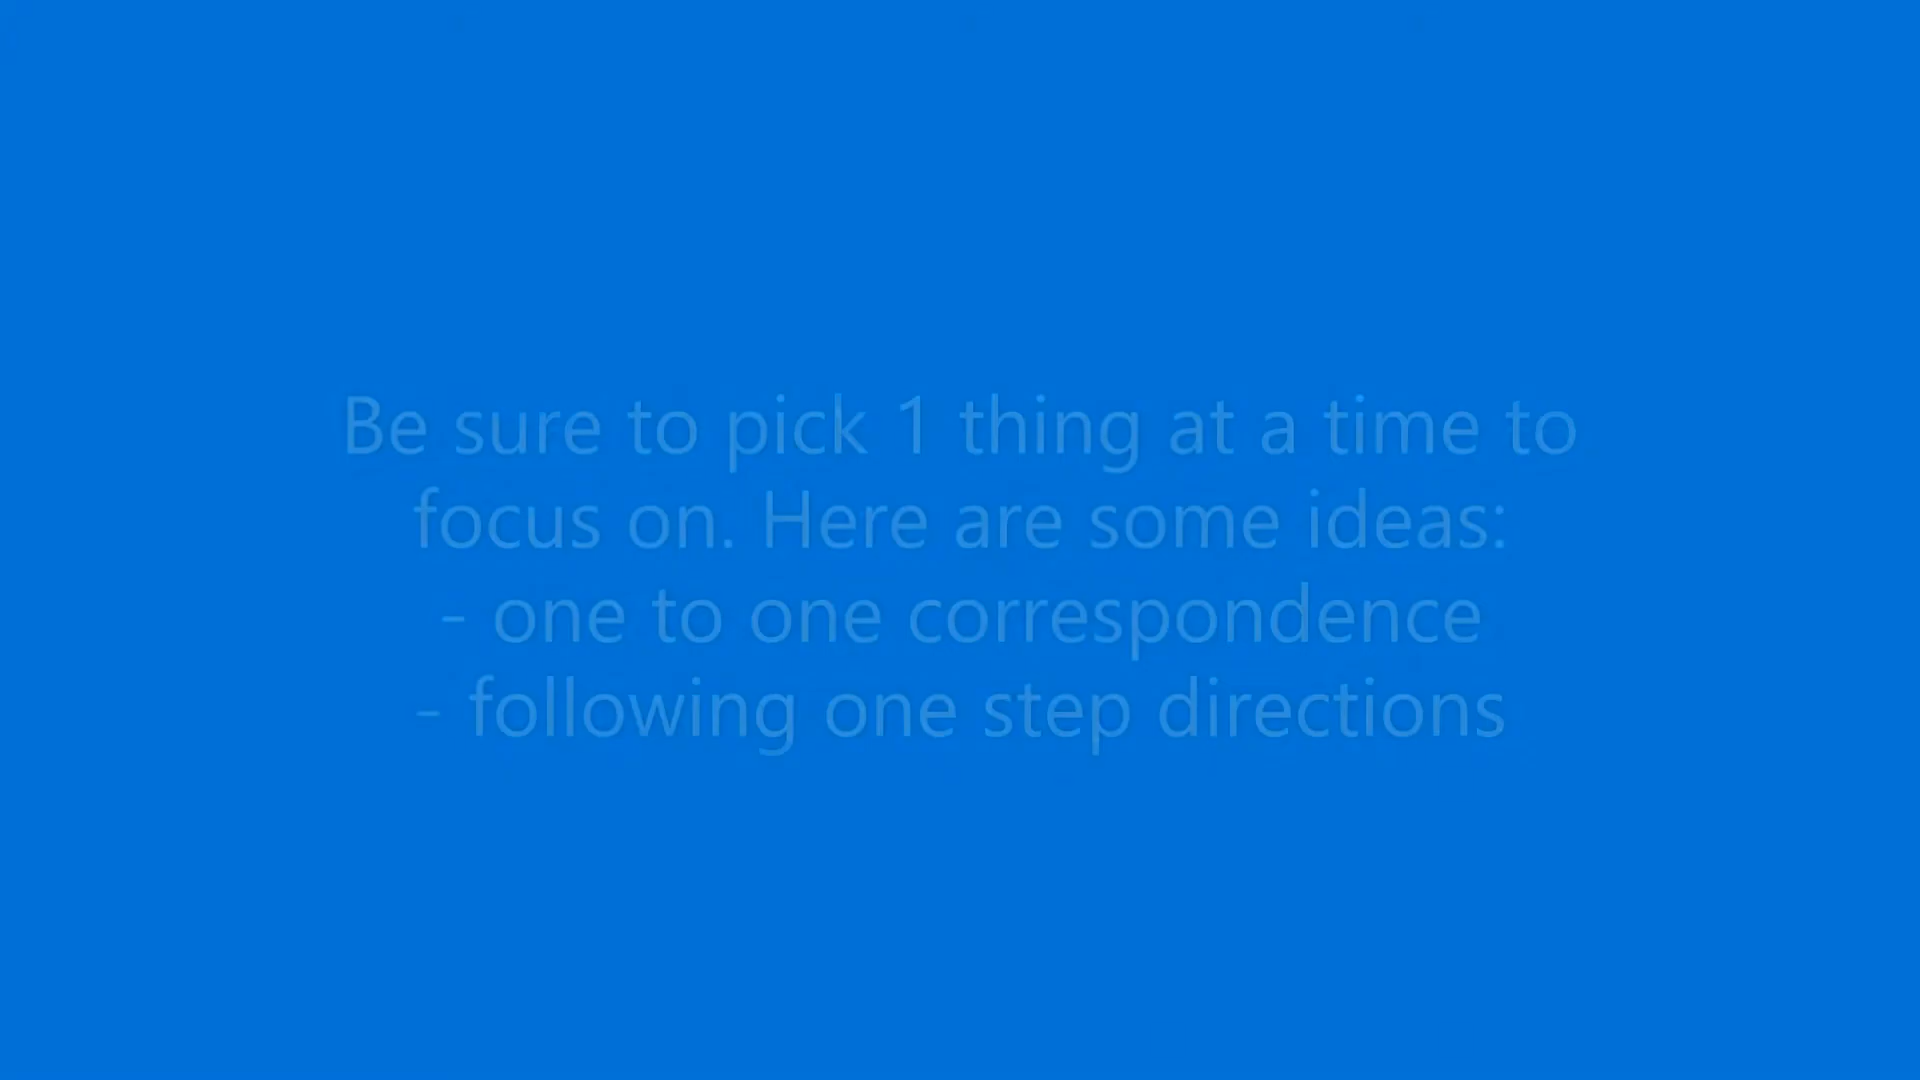 Be sure to pick 1 thing at a time to
focus on. Here are some ideas:
- one to one correspondence
- following one step directions